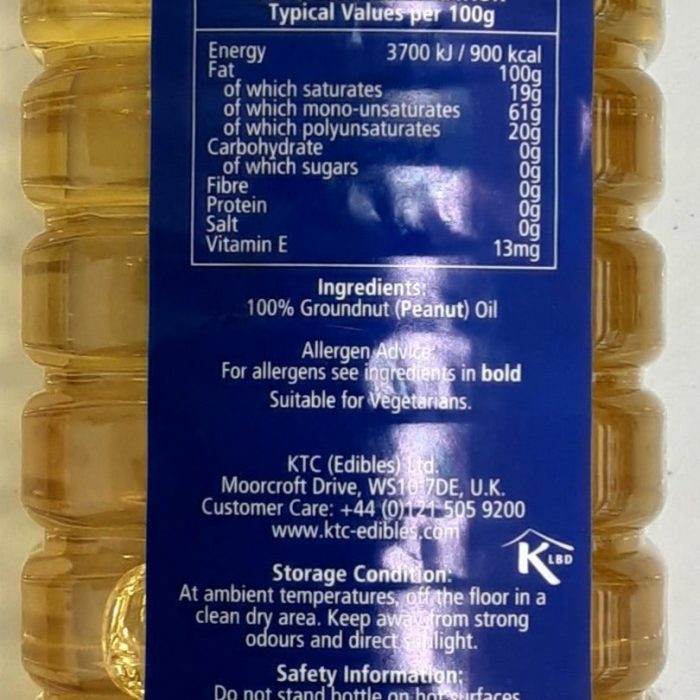 Typical Values per 100g
Energy 3700 kJ / 900 kcal
Fat 100g
of which saturates 19g
of which mono-unsaturates 61g
of which polyunsaturates 20g
Carbohydrate 0g
of which sugars 0g
Fibre 0g
Protein 0g
Salt 0g
Vitamin E 13mg
Ingredients:
100% Groundnut (Peanut) Oil
Allergen Advice:
For allergens see ingredients in bold
Suitable for Vegetarians.
KTC (Edibles) Ltd.
Moorcroft Drive, WS10 7DE, U.K.
Customer Care: +44 (0)121 505 9200
www.ktc-edibles.com
K LBD
Storage Condition:
At ambient temperatures, off the floor in a
clean dry area. Keep away from strong
odours and direct sunlight.
Safety Information:
Do not stand bottle on hot surfaces